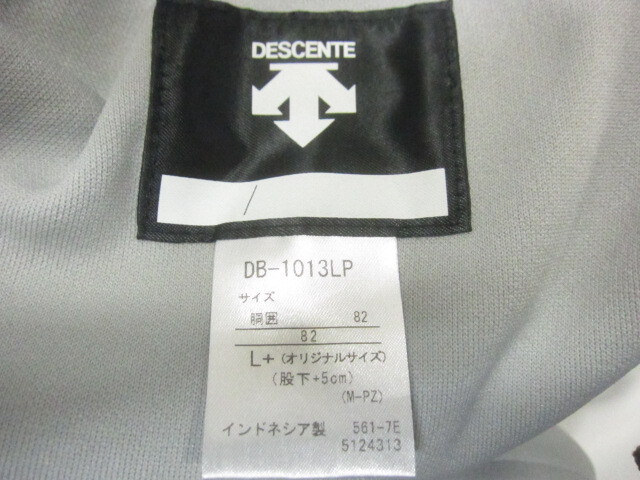 DESCENTE
/
DB-1013LP
サイズ
胴囲 82
82
L+ (オリジナルサイズ)
(股下+5cm)
(M-PZ)
インドネシア製 561-7E
5124313